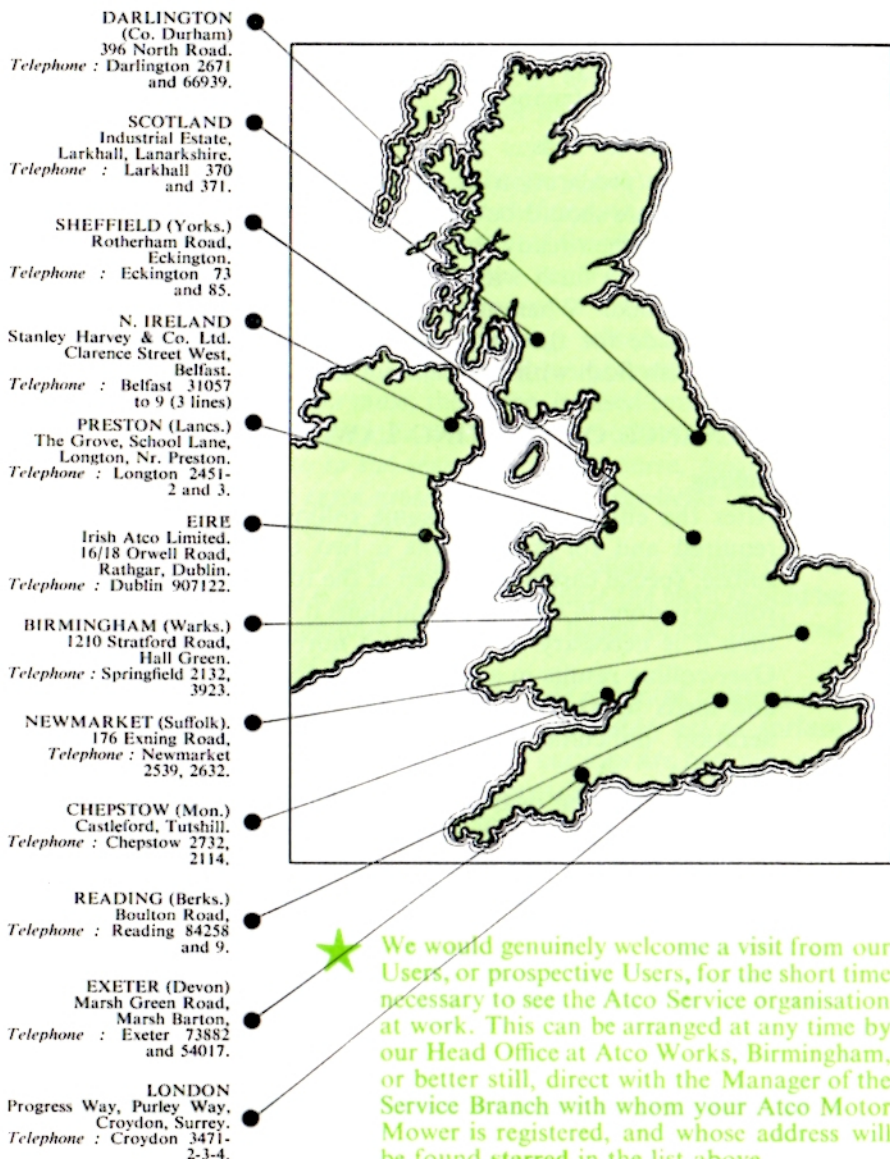 DARLINGTON
(Co. Durham)
396 North Road.
Telephone : Darlington 2671
and 66939.
SCOTLAND
Industrial Estate,
Larkhall, Lanarkshire.
Telephone : Larkhall 370
and 371.
SHEFFIELD (Yorks.)
Rotherham Road,
Eckington.
Telephone : Eckington 73
and 85.
N. IRELAND
Stanley Harvey & Co. Ltd.
Clarence Street West,
Belfast.
Telephone : Belfast 31057
to 9 (3 lines)
PRESTON (Lancs.)
The Grove, School Lane,
Longton, Nr. Preston.
Telephone : Longton 2451-
2 and 3.
EIRE
Irish Atco Limited.
16/18 Orwell Road,
Rathgar, Dublin.
Telephone : Dublin 907122.
BIRMINGHAM (Warks.)
1210 Stratford Road,
Hall Green.
Telephone : Springfield 2132,
3923.
NEWMARKET (Suffolk).
176 Exning Road,
Telephone : Newmarket
2539, 2632.
CHEPSTOW (Mon.)
Castleford, Tutshill.
Telephone : Chepstow 2732,
2114.
READING (Berks.)
Boulton Road,
Telephone : Reading 84258
and 9.
EXETER (Devon)
Marsh Green Road,
Marsh Barton,
Telephone : Exeter 73882
and 54017.
LONDON
Progress Way, Purley Way,
Croydon, Surrey.
Telephone : Croydon 3471-
2-3-4.
We would genuinely welcome a visit from our
Users, or prospective Users, for the short time
necessary to see the Atco Service organisation
at work. This can be arranged at any time by
our Head Office at Atco Works, Birmingham,
or better still, direct with the Manager of the
Service Branch with whom your Atco Motor
Mower is registered, and whose address will
be found starred in the list above.